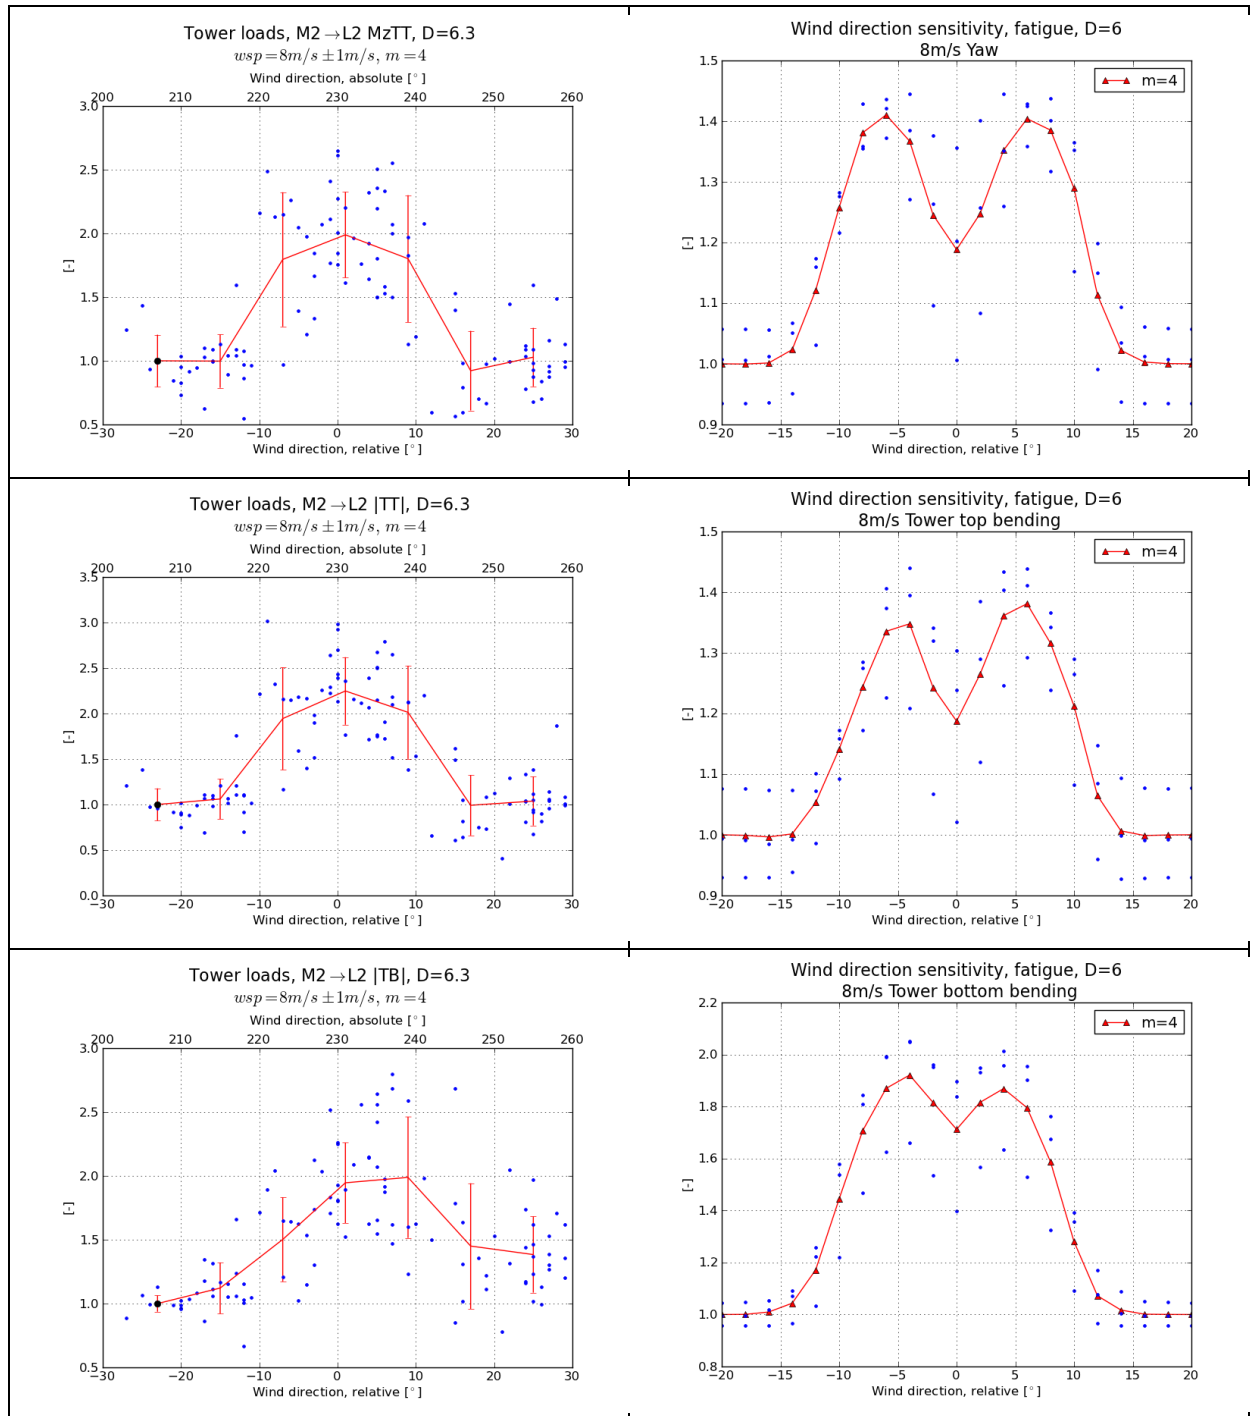 Tower loads, M2→L2 MzTT, D=6.3
wsp=8m/s±1m/s, m=4
Wind direction, absolute [°]
200 210 220 230 240 250 260
3.0
2.5
2.0
1.5
1.0
0.5
[-]
−30 −20 −10 0 10 20 30
Wind direction, relative [°]
Wind direction sensitivity, fatigue, D=6
8m/s Yaw
m=4
1.5
1.4
1.3
1.2
1.1
1.0
0.9
[-]
−20 −15 −10 −5 0 5 10 15 20
Wind direction, relative [°]
Tower loads, M2→L2 |TT|, D=6.3
wsp=8m/s±1m/s, m=4
Wind direction, absolute [°]
200 210 220 230 240 250 260
3.5
3.0
2.5
2.0
1.5
1.0
0.5
0.0
[-]
−30 −20 −10 0 10 20 30
Wind direction, relative [°]
Wind direction sensitivity, fatigue, D=6
8m/s Tower top bending
m=4
1.5
1.4
1.3
1.2
1.1
1.0
0.9
[-]
−20 −15 −10 −5 0 5 10 15 20
Wind direction, relative [°]
Tower loads, M2→L2 |TB|, D=6.3
wsp=8m/s±1m/s, m=4
Wind direction, absolute [°]
200 210 220 230 240 250 260
3.0
2.5
2.0
1.5
1.0
0.5
[-]
−30 −20 −10 0 10 20 30
Wind direction, relative [°]
Wind direction sensitivity, fatigue, D=6
8m/s Tower bottom bending
m=4
2.2
2.0
1.8
1.6
1.4
1.2
1.0
0.8
[-]
−20 −15 −10 −5 0 5 10 15 20
Wind direction, relative [°]